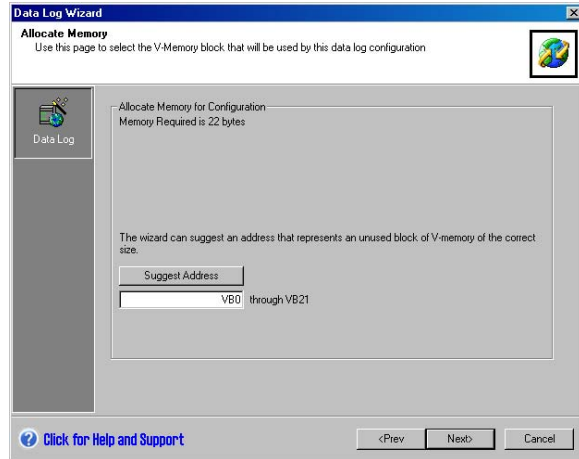 Data Log Wizard
Allocate Memory
Use this page to select the V-Memory block that will be used by this data log configuration
Data Log
Allocate Memory for Configuration
Memory Required is 22 bytes
The wizard can suggest an address that represents an unused block of V-memory of the correct
size.
Suggest Address
VB0 through VB21
Click for Help and Support
<Prev Next> Cancel